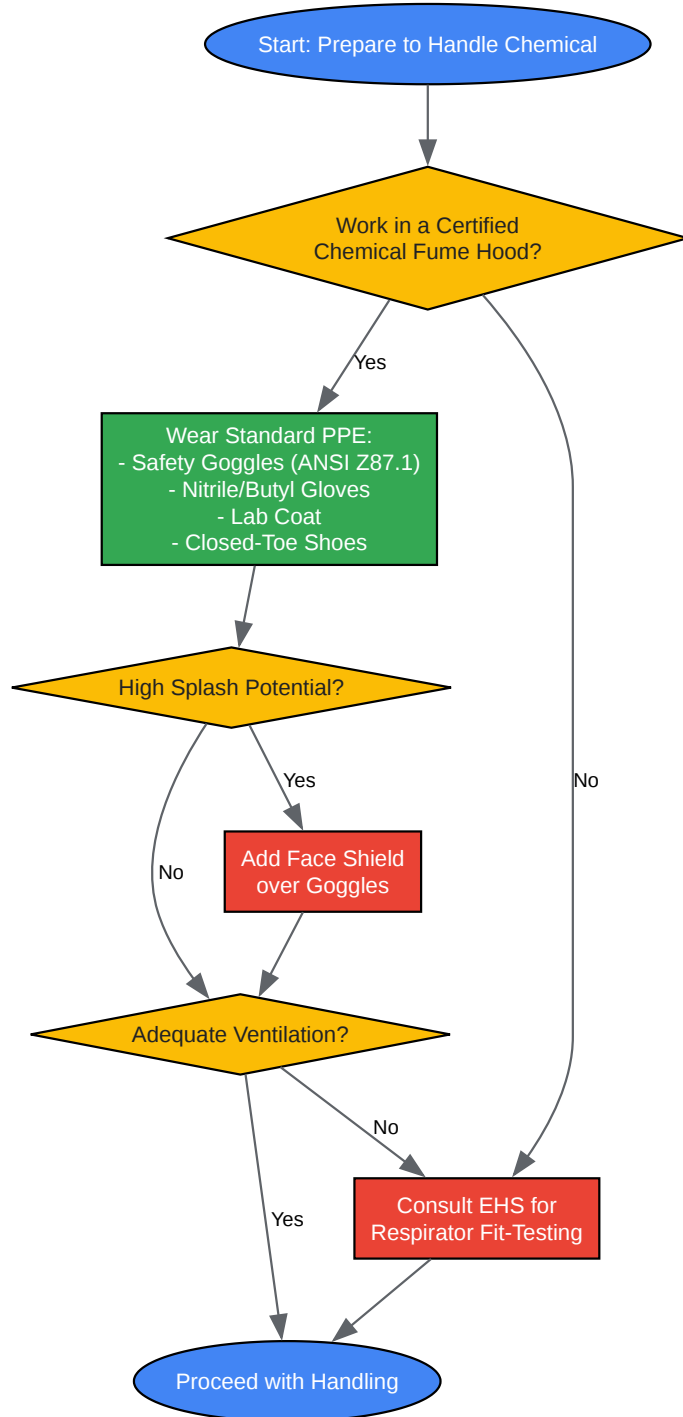 Start: Prepare to Handle Chemical
Work in a Certified
Chemical Fume Hood?
Yes
Wear Standard PPE:
- Safety Goggles (ANSI Z87.1)
- Nitrile/Butyl Gloves
- Lab Coat
- Closed-Toe Shoes
High Splash Potential?
Yes
No
Add Face Shield
over Goggles
No
Adequate Ventilation?
No
Yes
Consult EHS for
Respirator Fit-Testing
Proceed with Handling